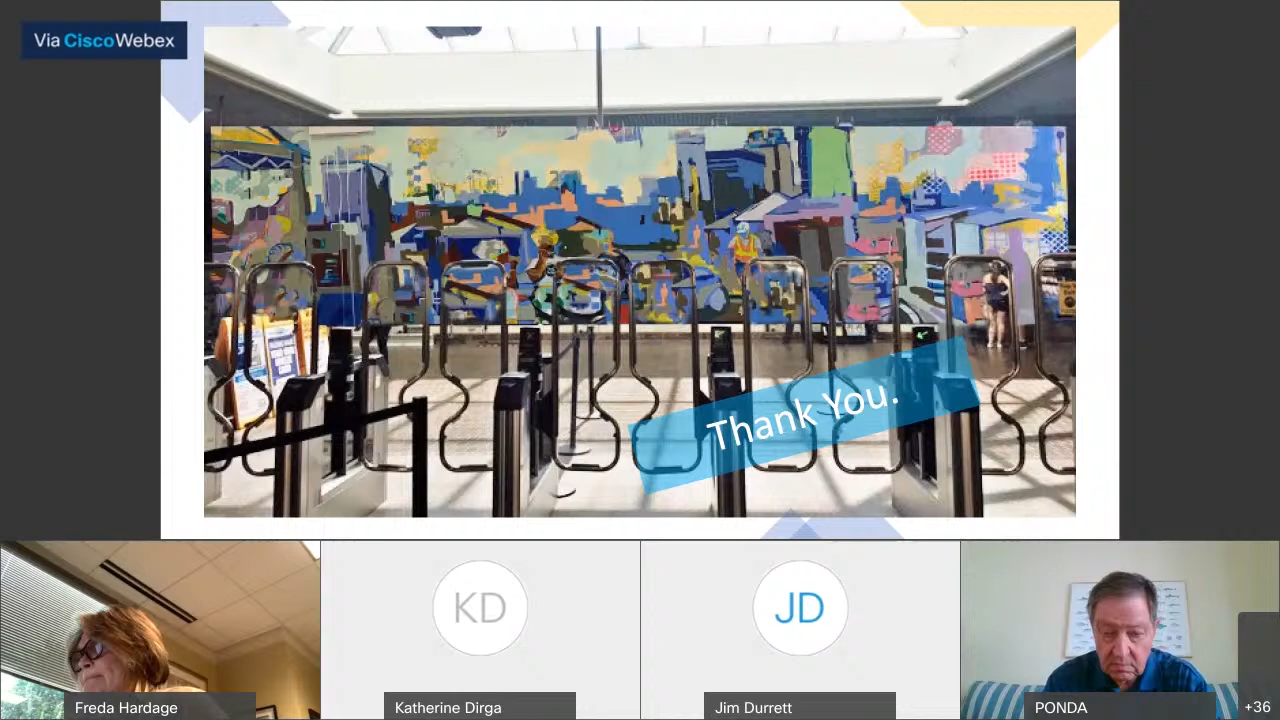 Via CiscoWebex
Thank You.
KD
JD
Freda Hardage
Katherine Dirga
Jim Durrett
PONDA
+36